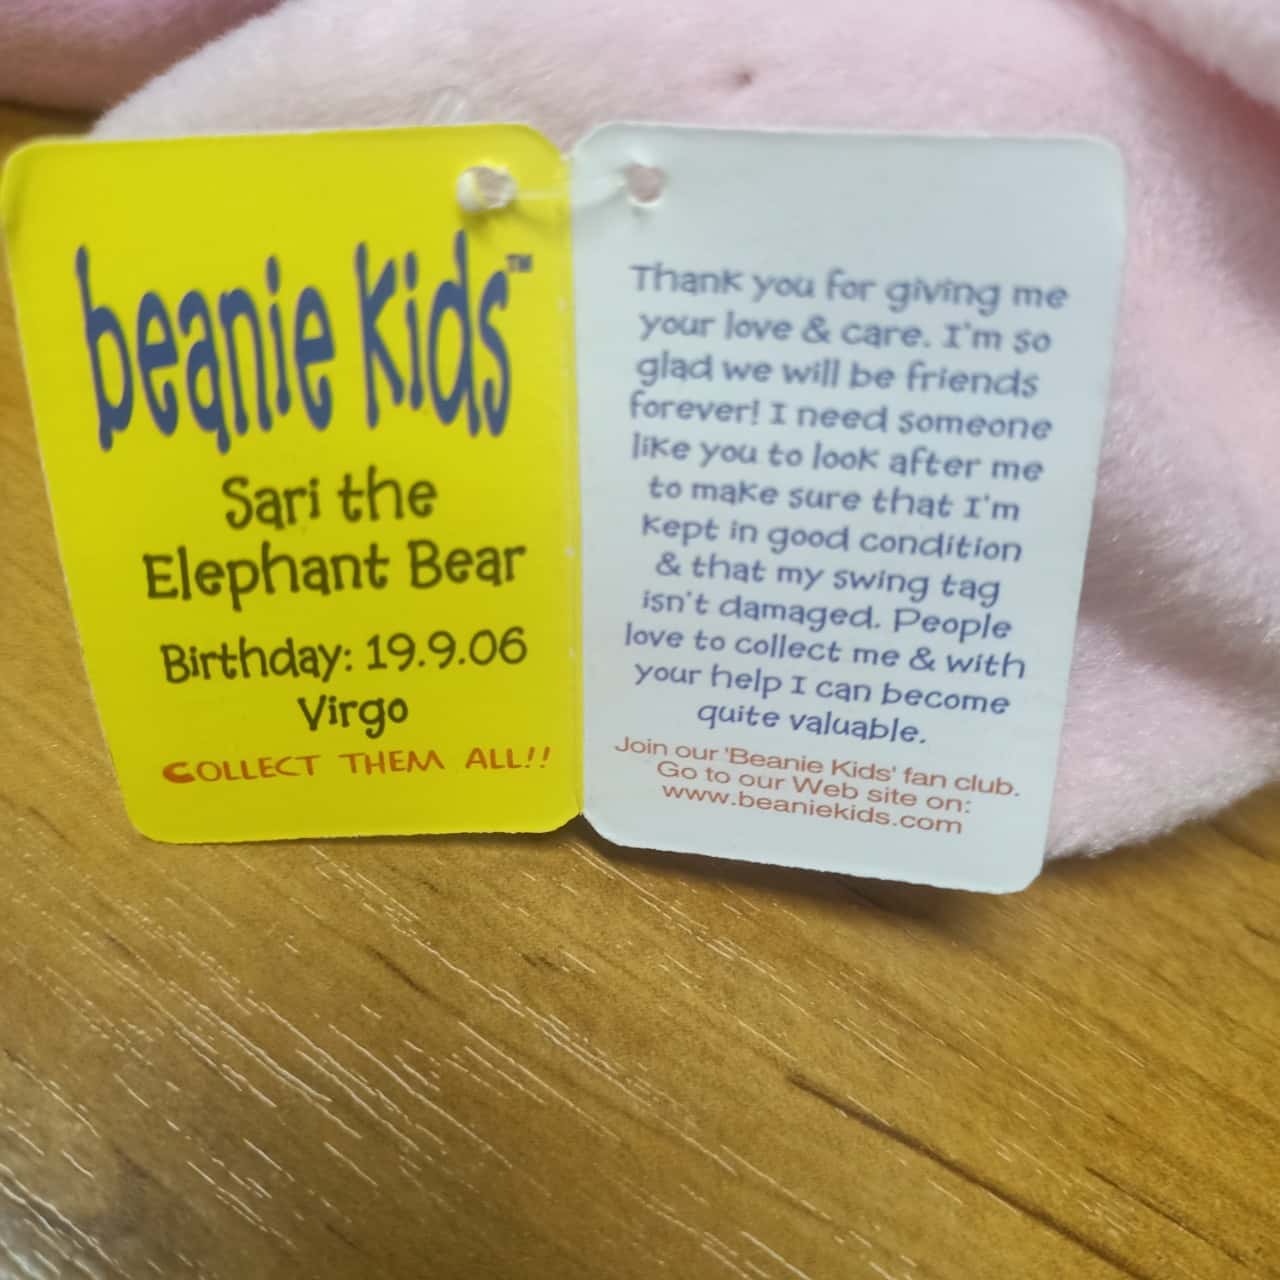 beanie Kids™
Sari the
Elephant Bear
Birthday: 19.9.06
Virgo
COLLECT THEM ALL!!
Thank you for giving me
your love & care. I'm so
glad we will be friends
forever! I need someone
like you to look after me
to make sure that I'm
kept in good condition
& that my swing tag
isn't damaged. People
love to collect me & with
your help I can become
quite valuable.
Join our 'Beanie Kids' fan club.
Go to our Web site on:
www.beaniekids.com